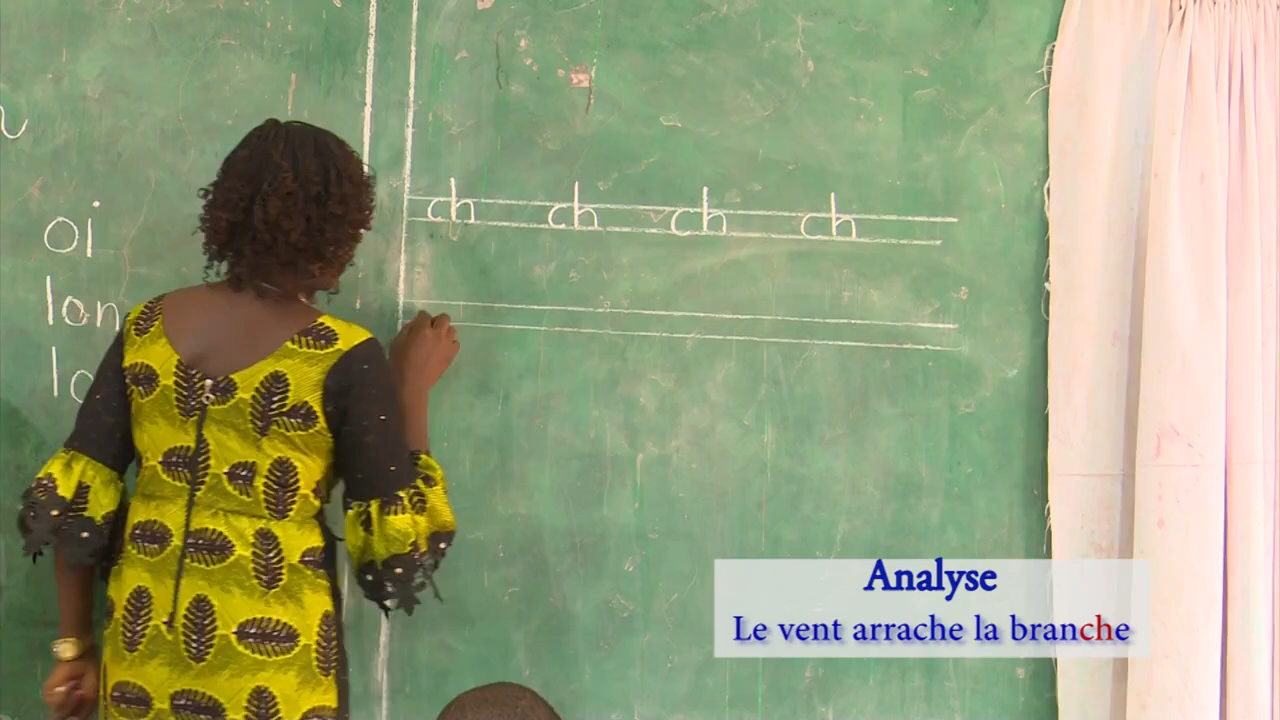 oi
lon
ch ch ch ch
Analyse
Le vent arrache la branche